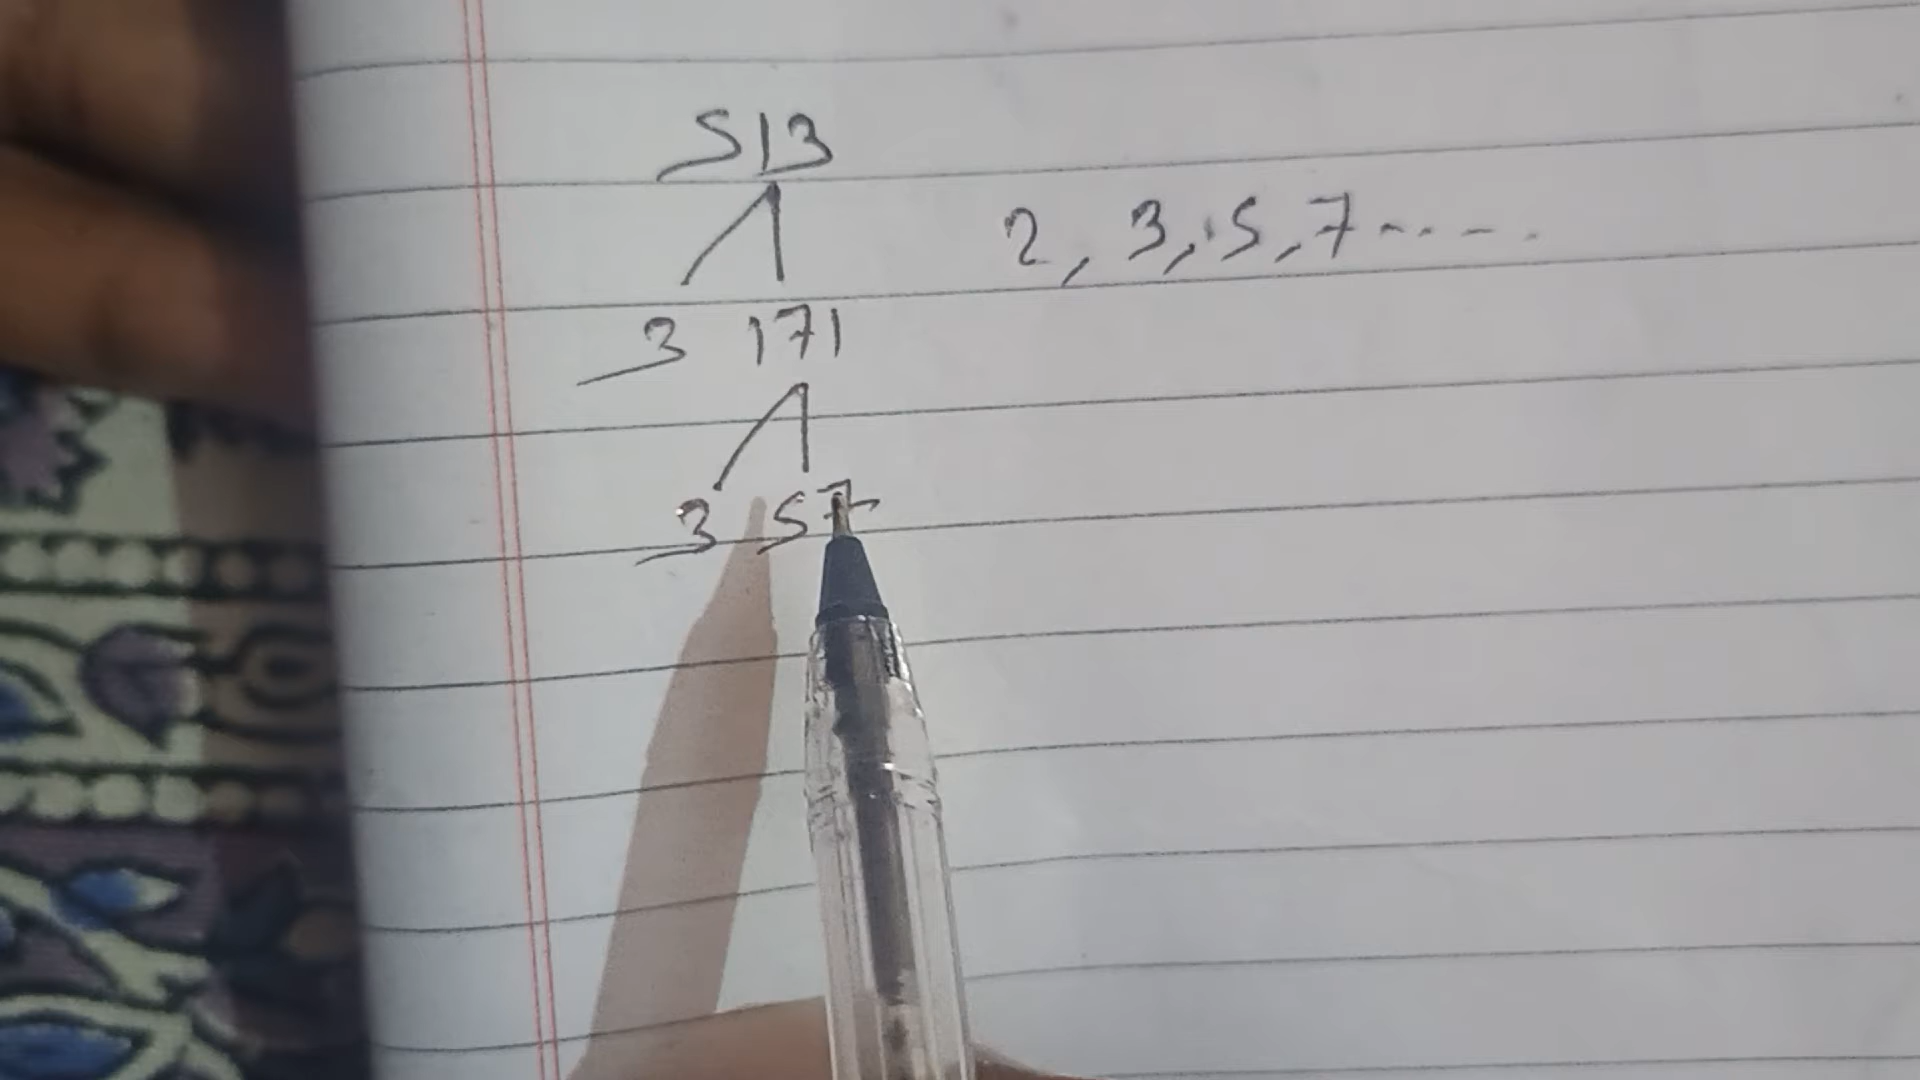 513
2, 3, 5, 7-----.
3 171
3 57